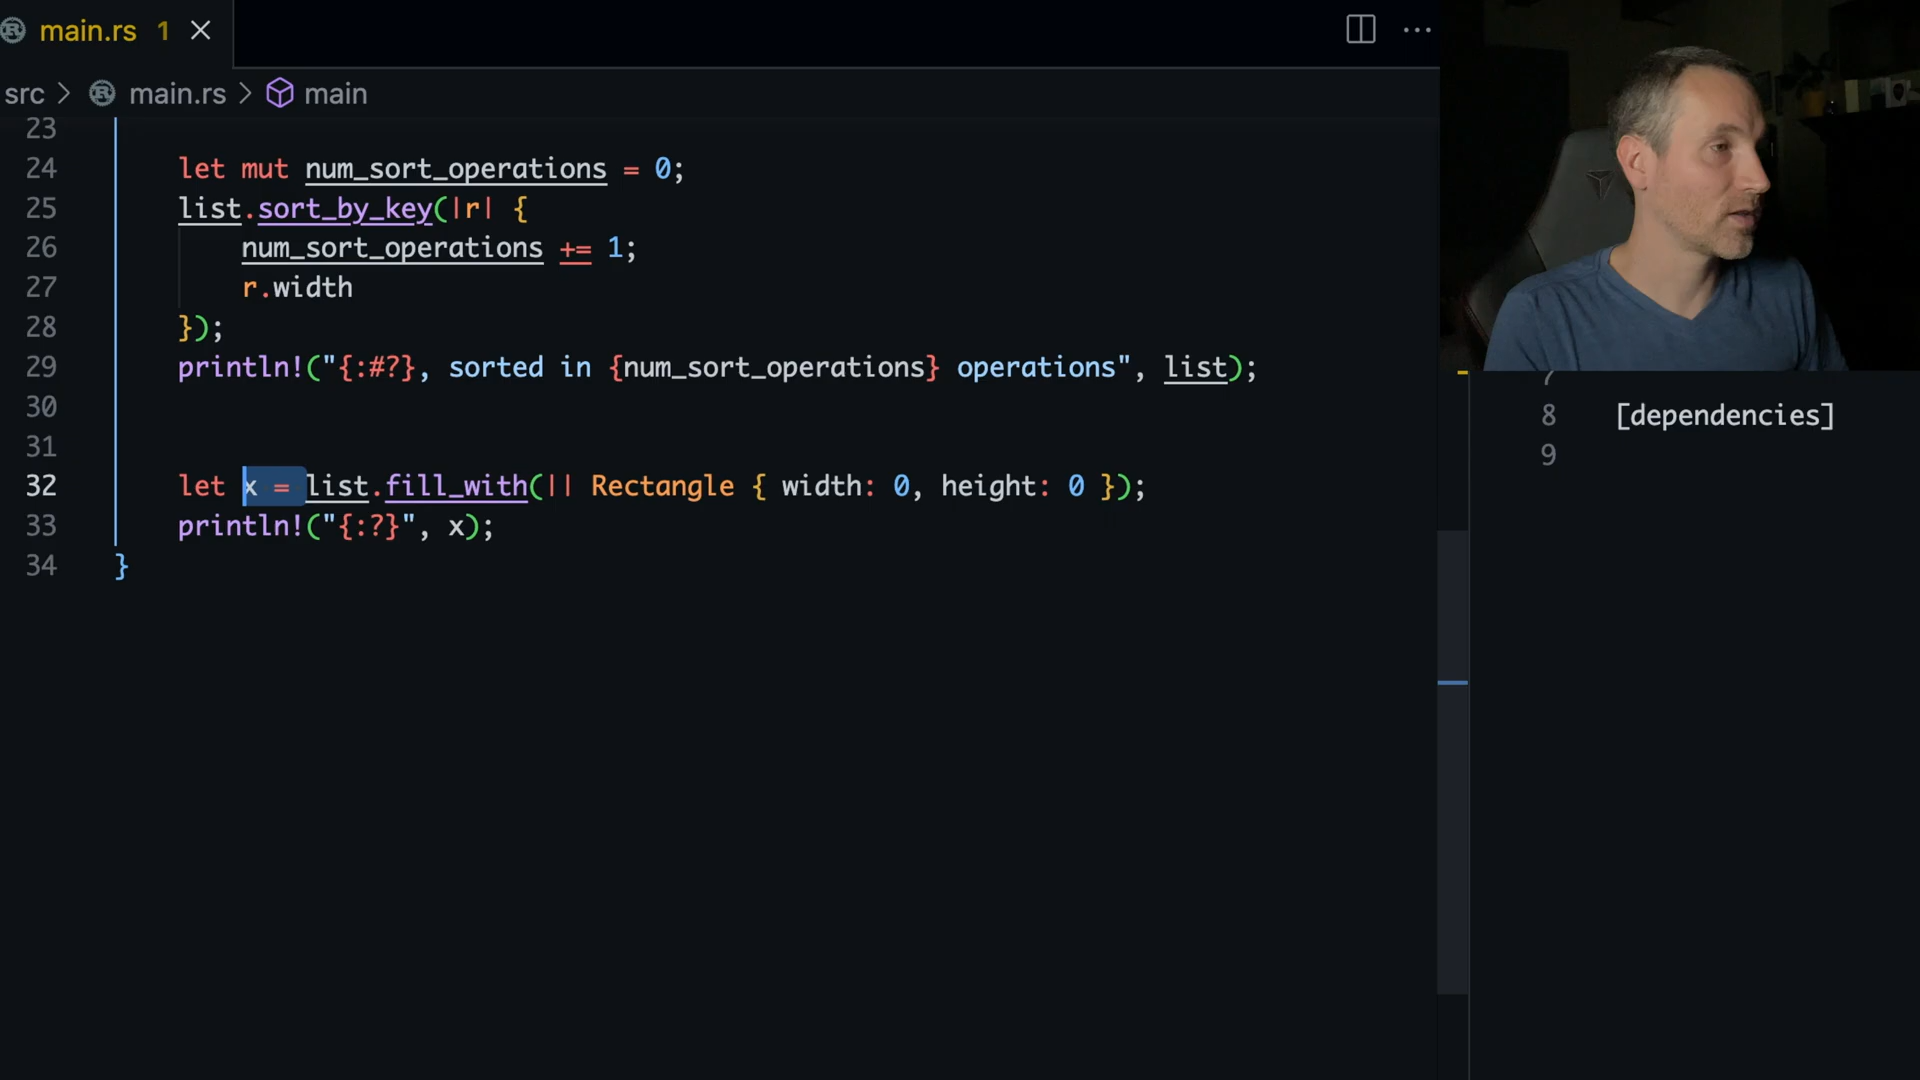 main.rs 1
src > main.rs > main
23
24 let mut num_sort_operations = 0;
25 list.sort_by_key(|r| {
26 num_sort_operations += 1;
27 r.width
28 });
29 println!("{:#?}, sorted in {num_sort_operations} operations", list);
30
31
32 let x = list.fill_with(|| Rectangle { width: 0, height: 0 });
33 println!("{:?}", x);
34 }
7
8 [dependencies]
9